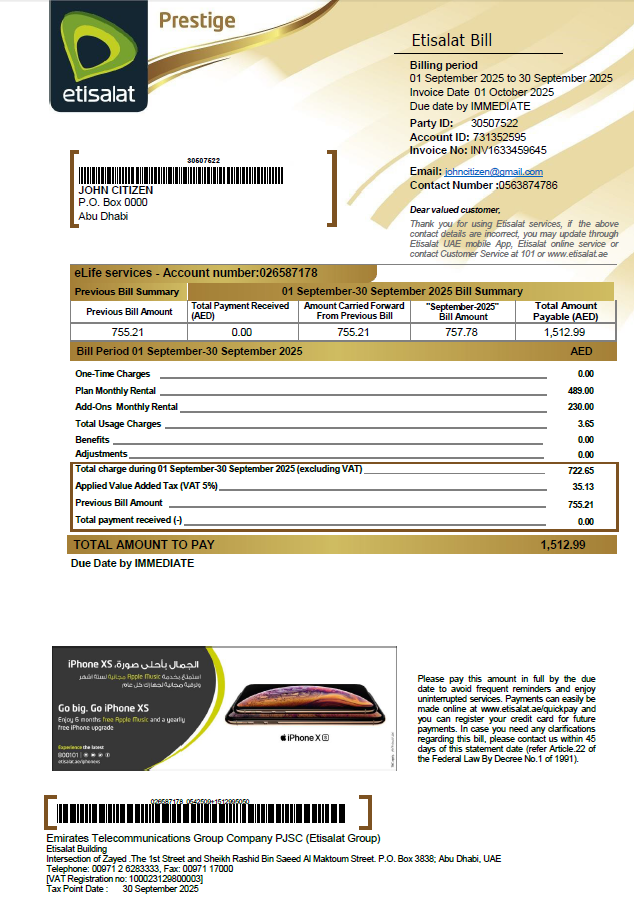 Prestige
etisalat
Etisalat Bill
Billing period
01 September 2025 to 30 September 2025
Invoice Date 01 October 2025
Due date by IMMEDIATE
Party ID: 30507522
Account ID: 731352595
Invoice No: INV1633459645
Email: johncitizen@gmail.com
Contact Number :0563874786
30507522
JOHN CITIZEN
P.O. Box 0000
Abu Dhabi
Dear valued customer,
Thank you for using Etisalat services, if the above
contact details are incorrect, you may update through
Etisalat UAE mobile App, Etisalat online service or
contact Customer Service at 101 or www.etisalat.ae
eLife services - Account number:026587178
Previous Bill Summary 01 September-30 September 2025 Bill Summary
Previous Bill Amount Total Payment Received (AED) Amount Carried Forward From Previous Bill "September-2025" Bill Amount Total Amount Payable (AED)
755.21 0.00 755.21 757.78 1,512.99
Bill Period 01 September-30 September 2025 AED
One-Time Charges 0.00
Plan Monthly Rental 489.00
Add-Ons Monthly Rental 230.00
Total Usage Charges 3.65
Benefits 0.00
Adjustments 0.00
Total charge during 01 September-30 September 2025 (excluding VAT) 722.65
Applied Value Added Tax (VAT 5%) 35.13
Previous Bill Amount 755.21
Total payment received (-) 0.00
TOTAL AMOUNT TO PAY 1,512.99
Due Date by IMMEDIATE
الجمال بأحلى صورة، iPhone XS
استمتع بخدمة Apple Music مجانية لستة أشهر
وترقية مجانية لجهازك كل عام
Go big. Go iPhone XS
Enjoy 6 months free Apple Music and a yearly
free iPhone upgrade
Experience the latest
800101
etisalat.ae/iphonexs
iPhone XS
Please pay this amount in full by the due
date to avoid frequent reminders and enjoy
uninterrupted services. Payments can easily be
made online at www.etisalat.ae/quickpay and
you can register your credit card for future
payments. In case you need any clarifications
regarding this bill, please contact us within 45
days of this statement date (refer Article.22 of
the Federal Law By Decree No.1 of 1991).
026587178 0542509+1512995050
Emirates Telecommunications Group Company PJSC (Etisalat Group)
Etisalat Building
Intersection of Zayed .The 1st Street and Sheikh Rashid Bin Saeed Al Maktoum Street. P.O. Box 3838; Abu Dhabi, UAE
Telephone: 00971 2 6283333, Fax: 00971 17000
[VAT Registration no: 100023129800003]
Tax Point Date : 30 September 2025